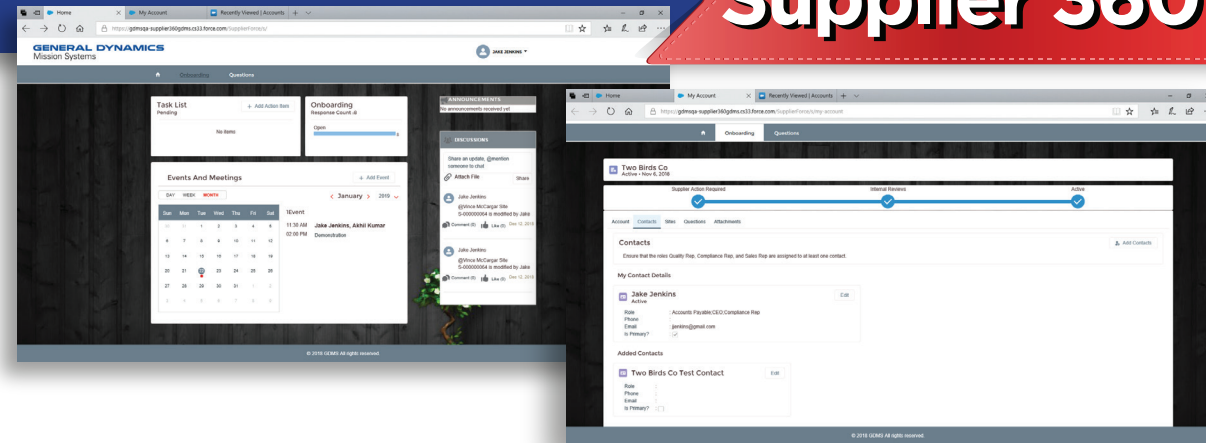 Supplier 360
Home
My Account
Recently Viewed | Accounts
https://gdmsqa-supplier360gdms.cs33.force.com/SupplierForce/s/
GENERAL DYNAMICS
Mission Systems
JAKE JENKINS
Onboarding
Questions
Task List
Pending
+ Add Action Item
No items
Onboarding
Response Count :8
Open
8
ANNOUNCEMENTS
No announcements received yet
DISCUSSIONS
Share an update, @mention
someone to chat
Attach File
Share
Jake Jenkins
@Vince McCargar Site
S-000000064 is modified by Jake
Comment (0) Like (0) Dec 12, 2018
Jake Jenkins
@Vince McCargar Site
S-000000064 is modified by Jake
Comment (0) Like (0) Dec 12, 2018
Events And Meetings
+ Add Event
DAY WEEK MONTH
< January > 2019
Sun Mon Tue Wed Thu Fri Sat
30 31 1 2 3 4 5
6 7 8 9 10 11 12
13 14 15 16 17 18 19
20 21 22 23 24 25 26
27 28 29 30 31 1 2
3 4 5 6 7 8 9
1Event
11:30 AM Jake Jenkins, Akhil Kumar
02:00 PM Demonstration
© 2018 GDMS All rights reserved.
Home
My Account
Recently Viewed | Accounts
https://gdmsqa-supplier360gdms.cs33.force.com/SupplierForce/s/my-account
Onboarding
Questions
Two Birds Co
Active • Nov 6, 2018
Supplier Action Required
Internal Reviews
Active
Account Contacts Sites Questions Attachments
Contacts
Add Contacts
Ensure that the roles Quality Rep, Compliance Rep, and Sales Rep are assigned to at least one contact.
My Contact Details
Jake Jenkins
Active
Edit
Role : Accounts Payable;CEO;Compliance Rep
Phone :
Email : jjenkins@gmail.com
Is Primary? :
Added Contacts
Two Birds Co Test Contact
Edit
Role :
Phone :
Email :
Is Primary? :
© 2018 GDMS All rights reserved.